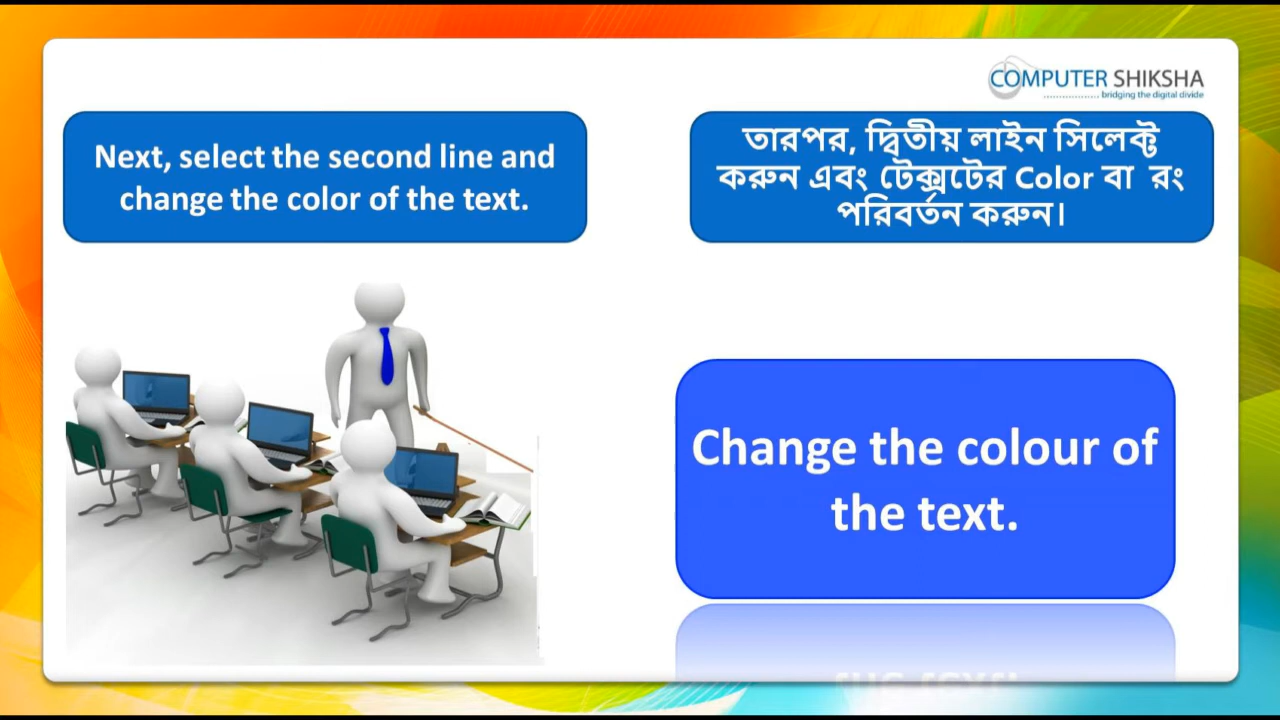 COMPUTER SHIKSHA
bridging the digital divide
Next, select the second line and
change the color of the text.
তারপর, দ্বিতীয় লাইন সিলেক্ট
করুন এবং টেক্সটের Color বা রং
পরিবর্তন করুন।
Change the colour of
the text.